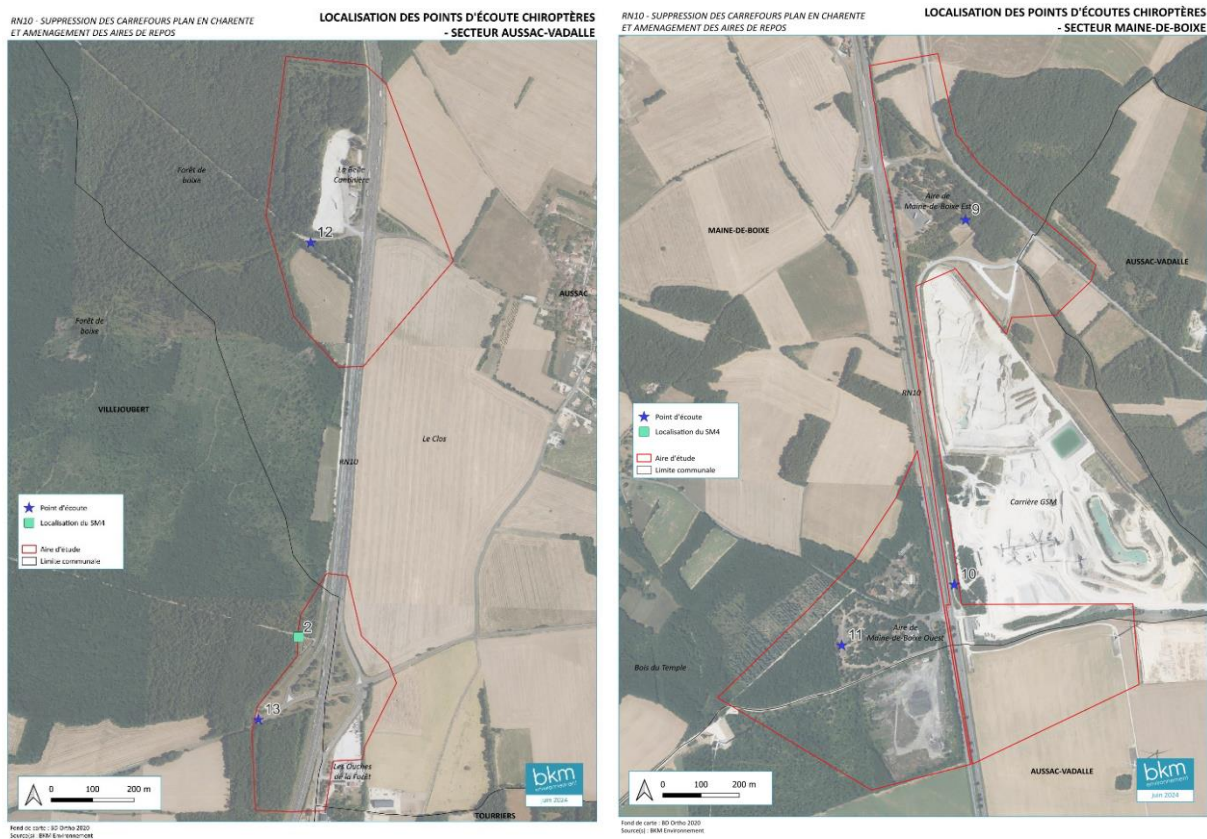 RN10 - SUPPRESSION DES CARREFOURS PLAN EN CHARENTE
ET AMENAGEMENT DES AIRES DE REPOS
LOCALISATION DES POINTS D'ÉCOUTE CHIROPTÈRES
- SECTEUR AUSSAC-VADALLE
Forêt de
boixe
La Belle
Cantinière
12
AUSSAC
Forêt de
boixe
VILLEJOUBERT
Le Clos
RN10
Point d'écoute
Localisation du SM4
Aire d'étude
Limite communale
2
13
Les Ouches
de la Forêt
TOURRIERS
0 100 200 m
bkm
environnement
Juin 2024
Fond de carte : BD Ortho 2020
Source(s) : BKM Environnement
RN10 - SUPPRESSION DES CARREFOURS PLAN EN CHARENTE
ET AMENAGEMENT DES AIRES DE REPOS
LOCALISATION DES POINTS D'ÉCOUTES CHIROPTÈRES
- SECTEUR MAINE-DE-BOIXE
Aire de
Maine-de-Boixe Est
9
MAINE-DE-BOIXE
AUSSAC-VADALLE
RN10
Point d'écoute
Localisation du SM4
Aire d'étude
Limite communale
Carrière GSM
10
11
Aire de
Maine-de-Boixe Ouest
Bois du Temple
AUSSAC-VADALLE
0 100 200 m
bkm
environnement
Juin 2024
Fond de carte : BD Ortho 2020
Source(s) : BKM Environnement